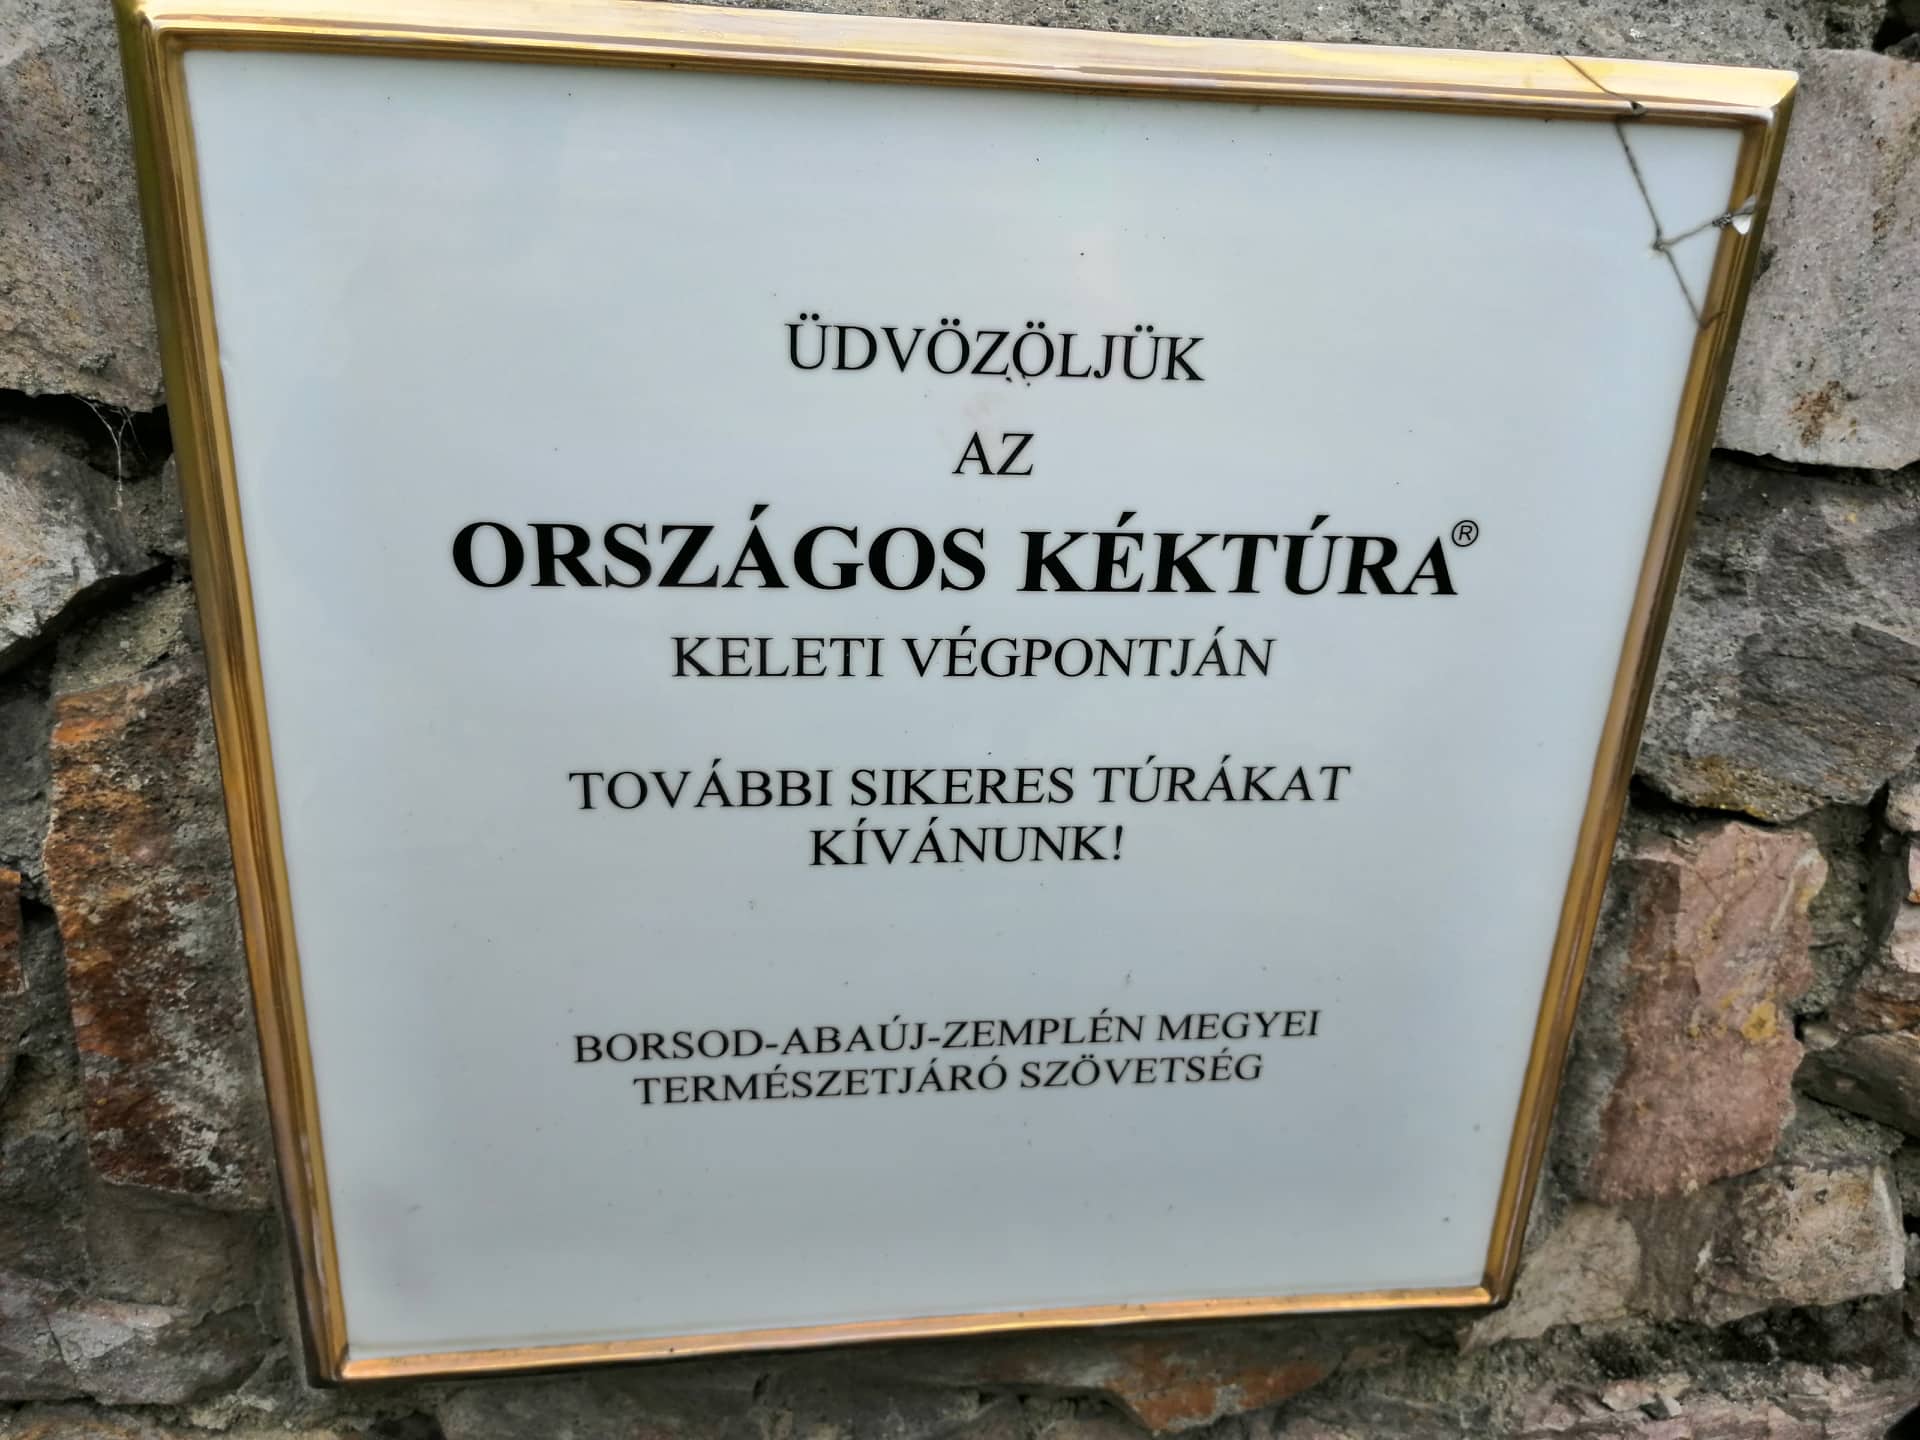 ÜDVÖZÖLJÜK
AZ
ORSZÁGOS KÉKTÚRA®
KELETI VÉGPONTJÁN
TOVÁBBI SIKERES TÚRÁKAT
KÍVÁNUNK!
BORSOD-ABAÚJ-ZEMPLÉN MEGYEI
TERMÉSZETJÁRÓ SZÖVETSÉG